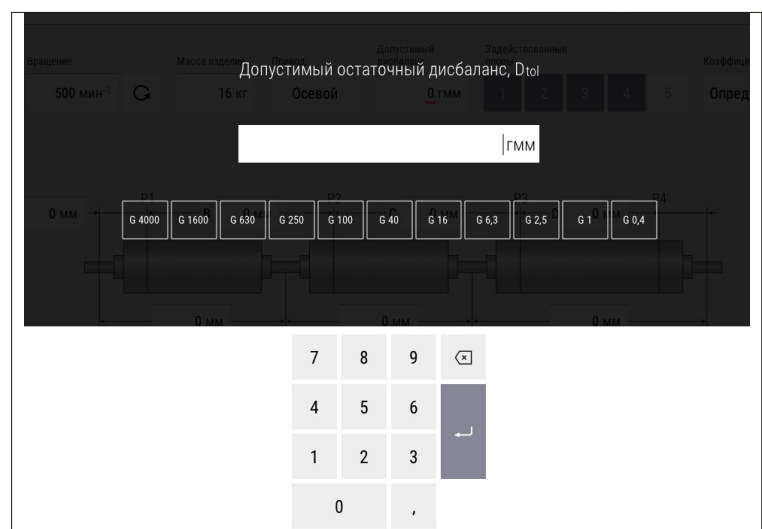 Вращение
Масса изделия
Привод
Допустимый дисбаланс
Задействованные опоры
Допустимый остаточный дисбаланс, Dtol
500 мин-1
16 кг
Осевой
0 гмм
1 2 3 4 5
Опред
гмм
P1 P2 P3 P4
0 мм
G 4000 G 1600 G 630 G 250 G 100 G 40 G 16 G 6,3 G 2,5 G 1 G 0,4
0 мм 0 мм 0 мм
7 8 9
4 5 6
1 2 3
0 ,